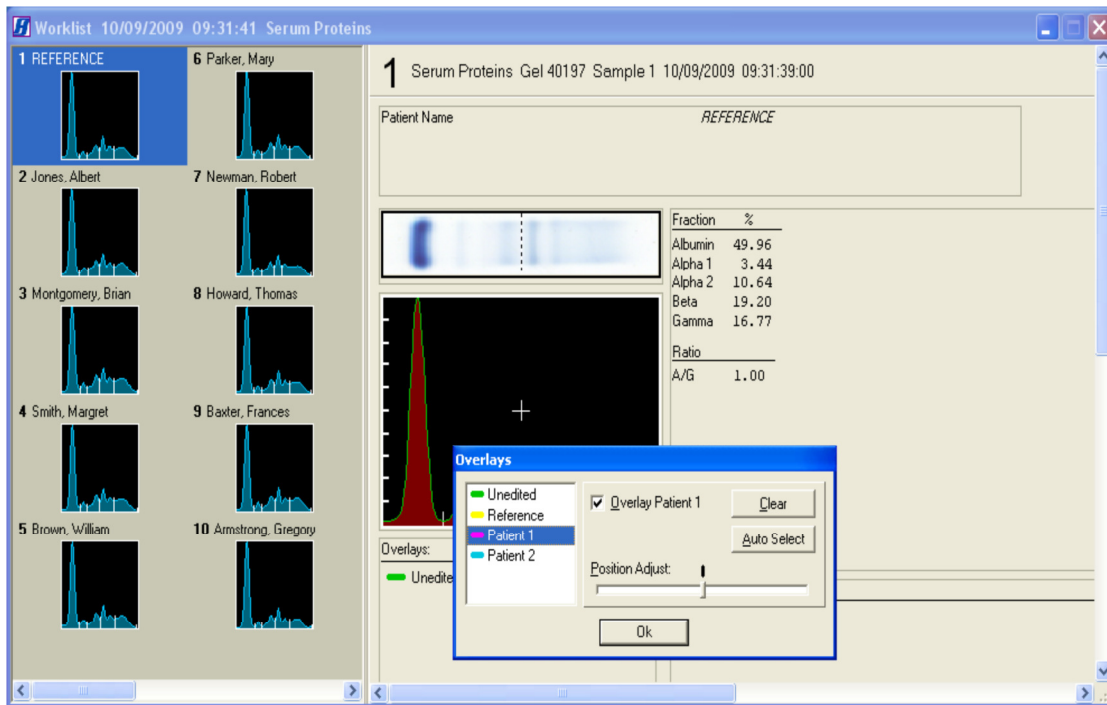 Worklist 10/09/2009 09:31:41 Serum Proteins
1 REFERENCE
6 Parker, Mary
2 Jones, Albert
7 Newman, Robert
3 Montgomery, Brian
8 Howard, Thomas
4 Smith, Margret
9 Baxter, Frances
5 Brown, William
10 Armstrong, Gregory
1 Serum Proteins Gel 40197 Sample 1 10/09/2009 09:31:39:00
Patient Name REFERENCE
Fraction %
Albumin 49.96
Alpha 1 3.44
Alpha 2 10.64
Beta 19.20
Gamma 16.77
Ratio
A/G 1.00
Overlays:
Unedite
Overlays
Unedited
Reference
Patient 1
Patient 2
Overlay Patient 1
Clear
Auto Select
Position Adjust:
Ok